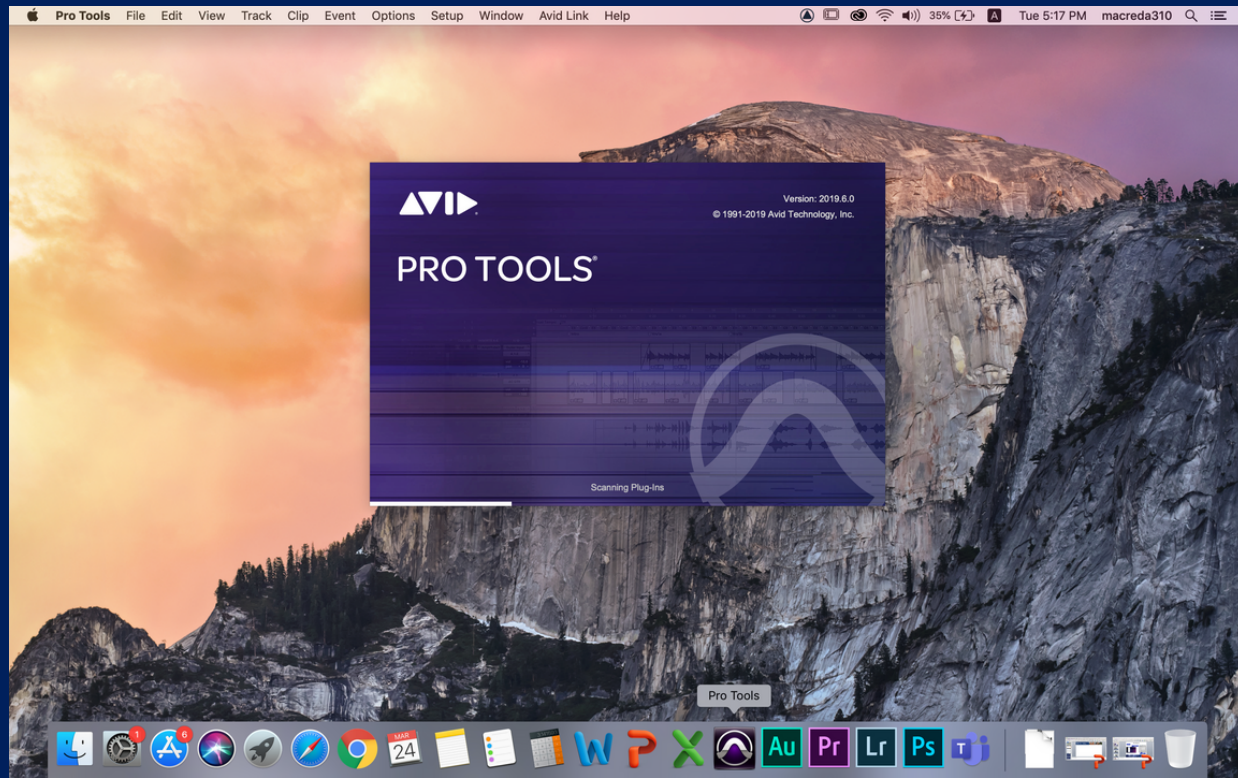 Pro Tools File Edit View Track Clip Event Options Setup Window Avid Link Help 35% A Tue 5:17 PM macreda310
AVID
Version: 2019.6.0
© 1991-2019 Avid Technology, Inc.
PRO TOOLS®
Scanning Plug-Ins
Pro Tools
1 6 MAR 24 W P X Au Pr Lr Ps T